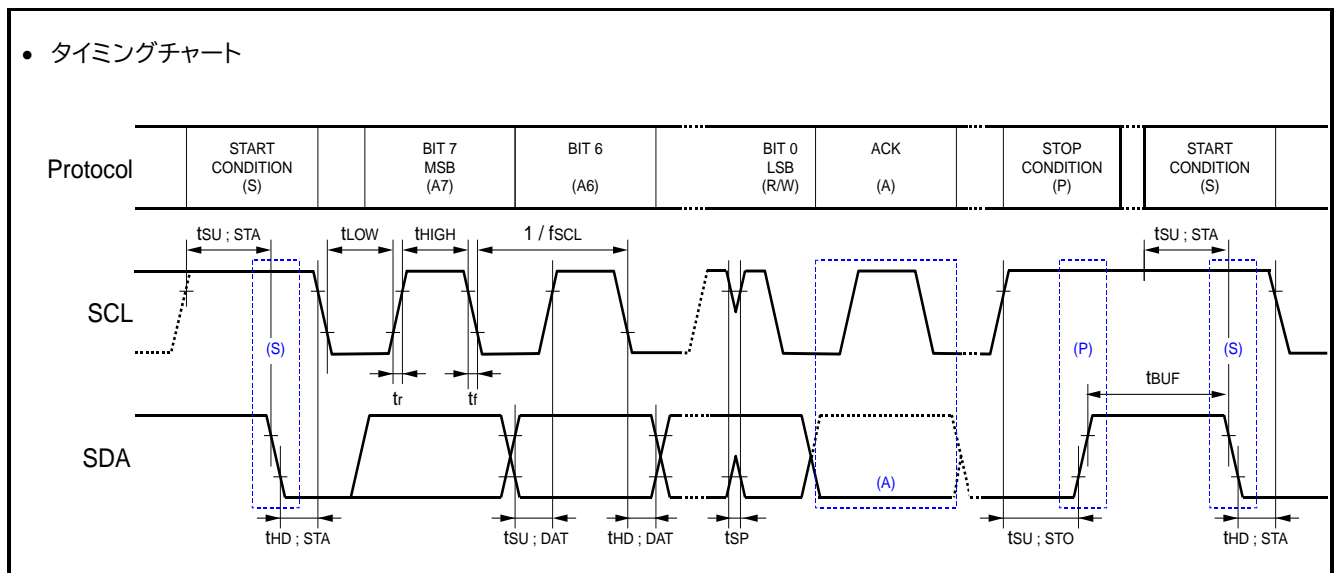 • タイミングチャート
Protocol
START
CONDITION
(S)
BIT 7
MSB
(A7)
BIT 6
(A6)
BIT 0
LSB
(R/W)
ACK
(A)
STOP
CONDITION
(P)
START
CONDITION
(S)
tSU ; STA
tLOW
tHIGH
1 / fSCL
tSU ; STA
SCL
(S)
(P)
(S)
tr
tf
tBUF
SDA
(A)
tHD ; STA
tSU ; DAT
tHD ; DAT
tSP
tSU ; STO
tHD ; STA